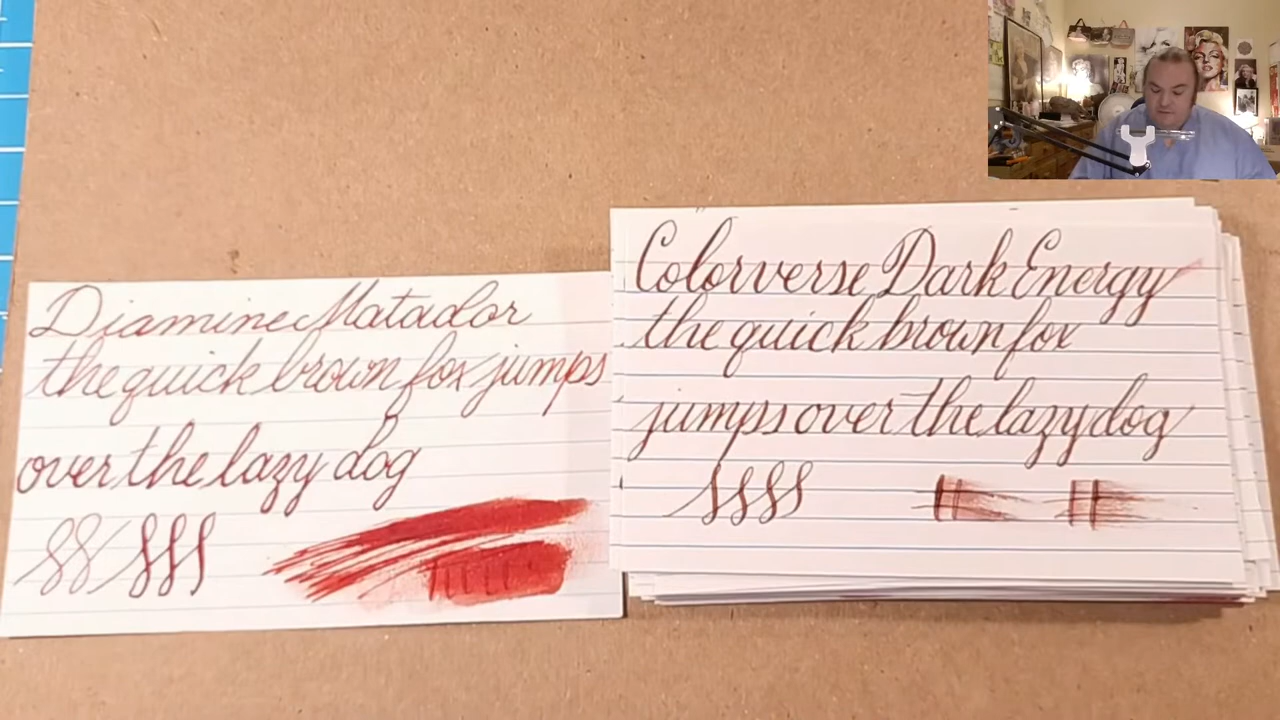 Diamine Matador
the quick brown fox jumps
over the lazy dog
Colorverse Dark Energy
the quick brown fox
jumps over the lazy dog